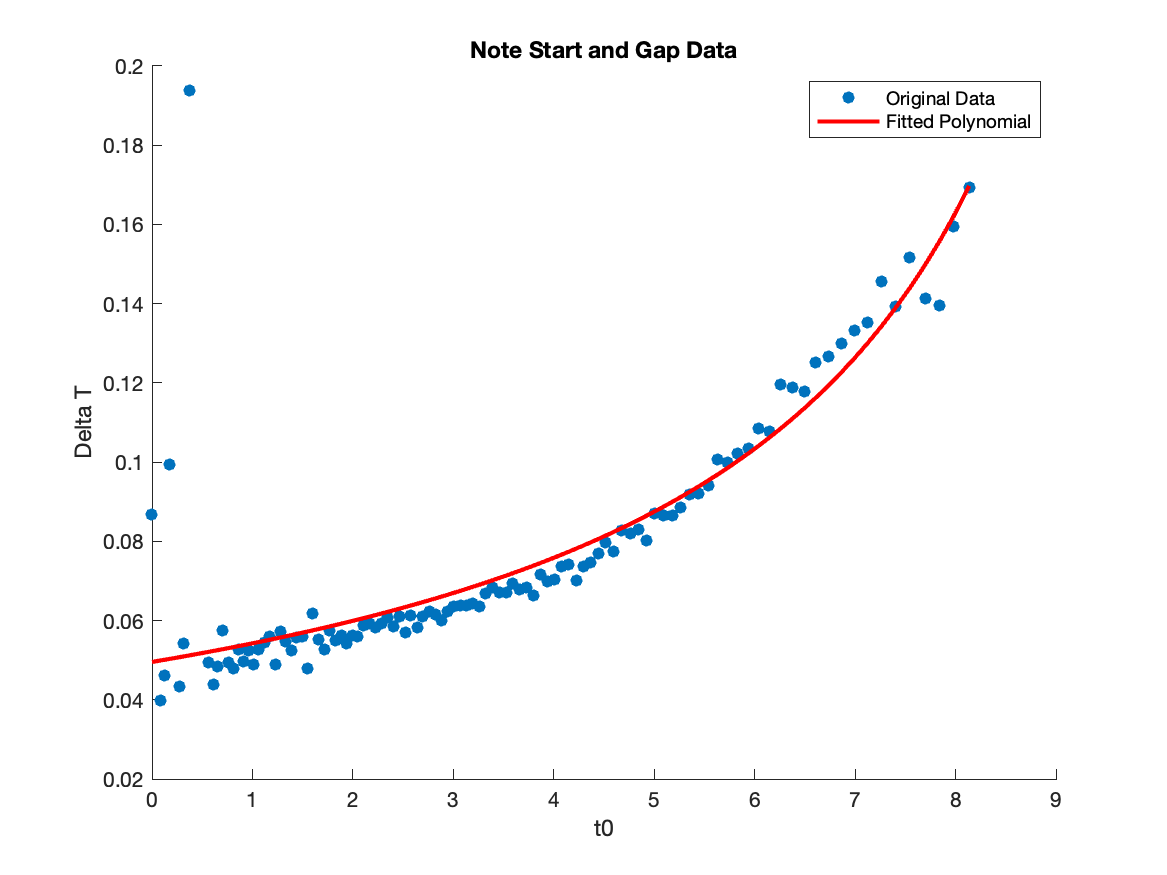 Note Start and Gap Data
Original Data
Fitted Polynomial
0.2
0.18
0.16
0.14
0.12
0.1
0.08
0.06
0.04
0.02
Delta T
0 1 2 3 4 5 6 7 8 9
t0